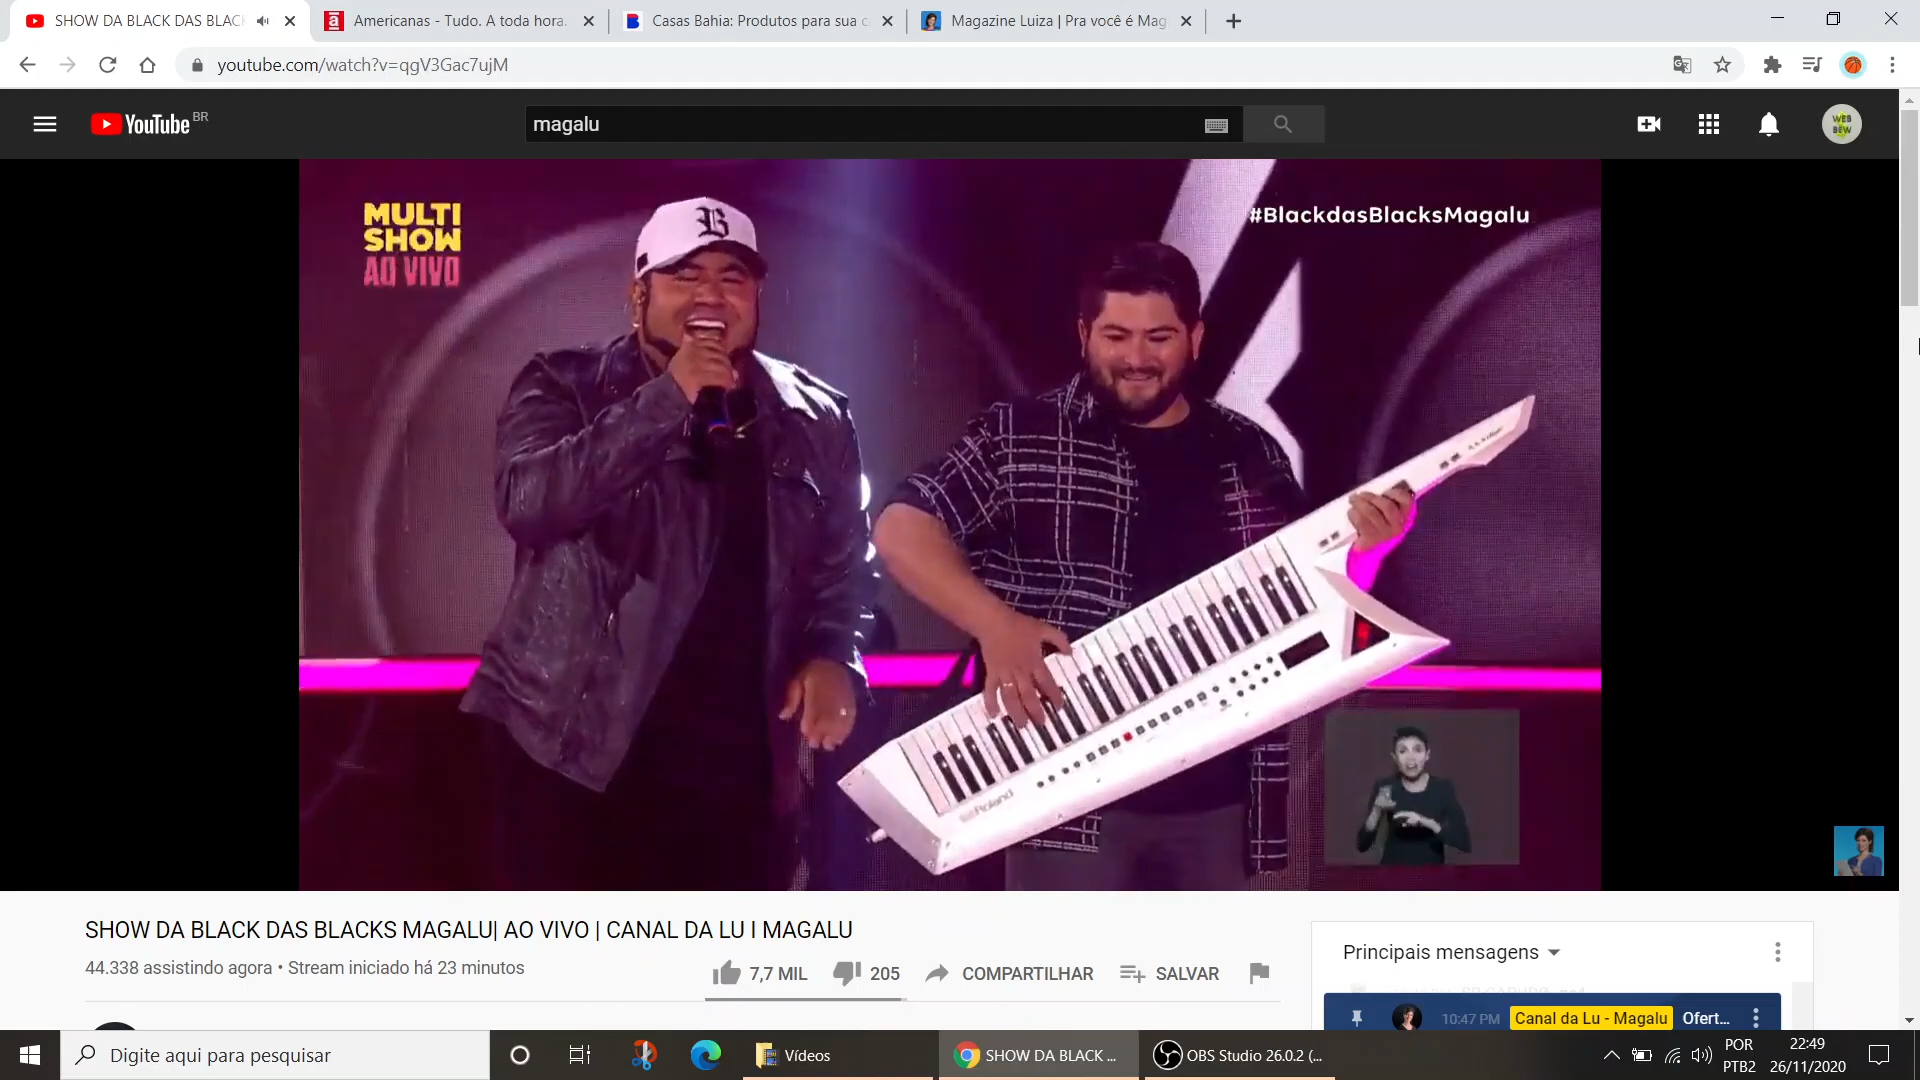 SHOW DA BLACK DAS BLAC
Americanas - Tudo. A toda hora.
Casas Bahia: Produtos para sua c
Magazine Luiza | Pra você é Mag
youtube.com/watch?v=qgV3Gac7ujM
YouTube BR
magalu
WEB
BEW
MULTI
SHOW
AO VIVO
#BlackdasBlacksMagalu
B
Roland
SHOW DA BLACK DAS BLACKS MAGALU| AO VIVO | CANAL DA LU I MAGALU
44.338 assistindo agora • Stream iniciado há 23 minutos
7,7 MIL
205
COMPARTILHAR
SALVAR
Principais mensagens
10:47 PM Canal da Lu - Magalu Ofert...
Digite aqui para pesquisar
Vídeos
SHOW DA BLACK ...
OBS Studio 26.0.2 (...
POR
PTB2
22:49
26/11/2020